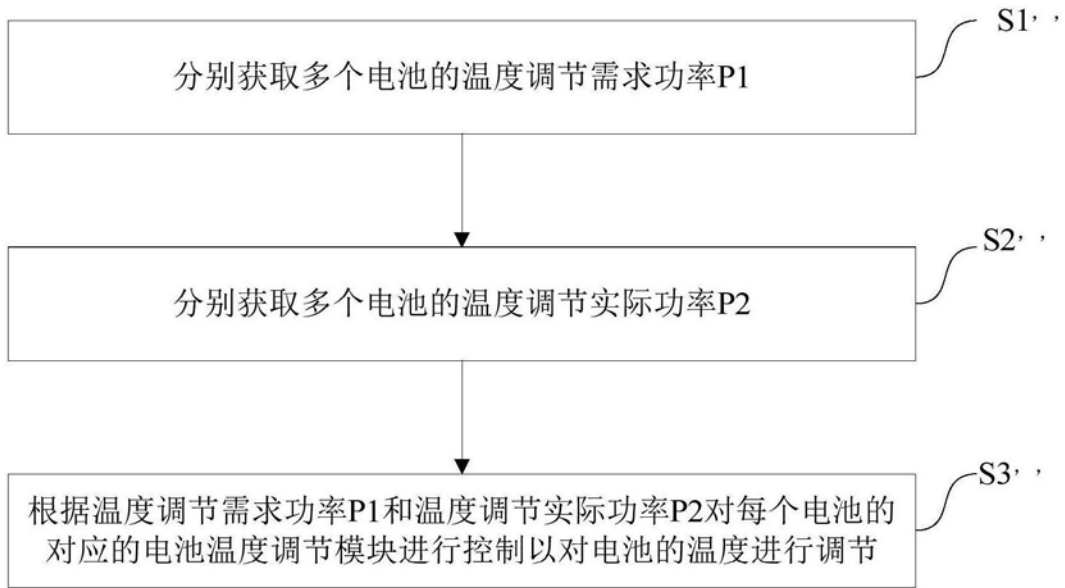 S1，，
分别获取多个电池的温度调节需求功率P1
S2，，
分别获取多个电池的温度调节实际功率P2
S3，，
根据温度调节需求功率P1和温度调节实际功率P2对每个电池的
对应的电池温度调节模块进行控制以对电池的温度进行调节